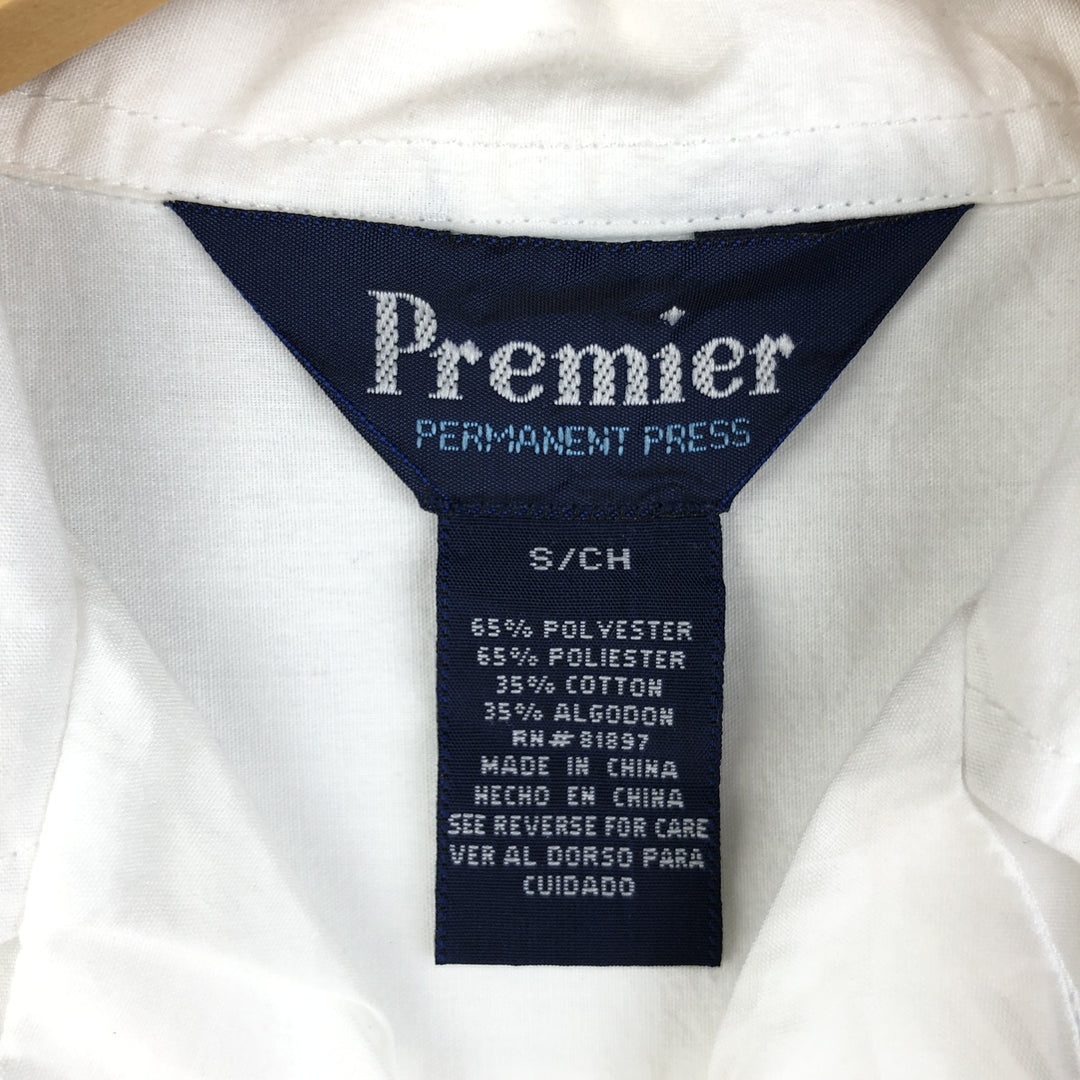 Premier
PERMANENT PRESS
S/CH
65% POLYESTER
65% POLIESTER
35% COTTON
35% ALGODON
RN# 81897
MADE IN CHINA
HECHO EN CHINA
SEE REVERSE FOR CARE
VER AL DORSO PARA
CUIDADO